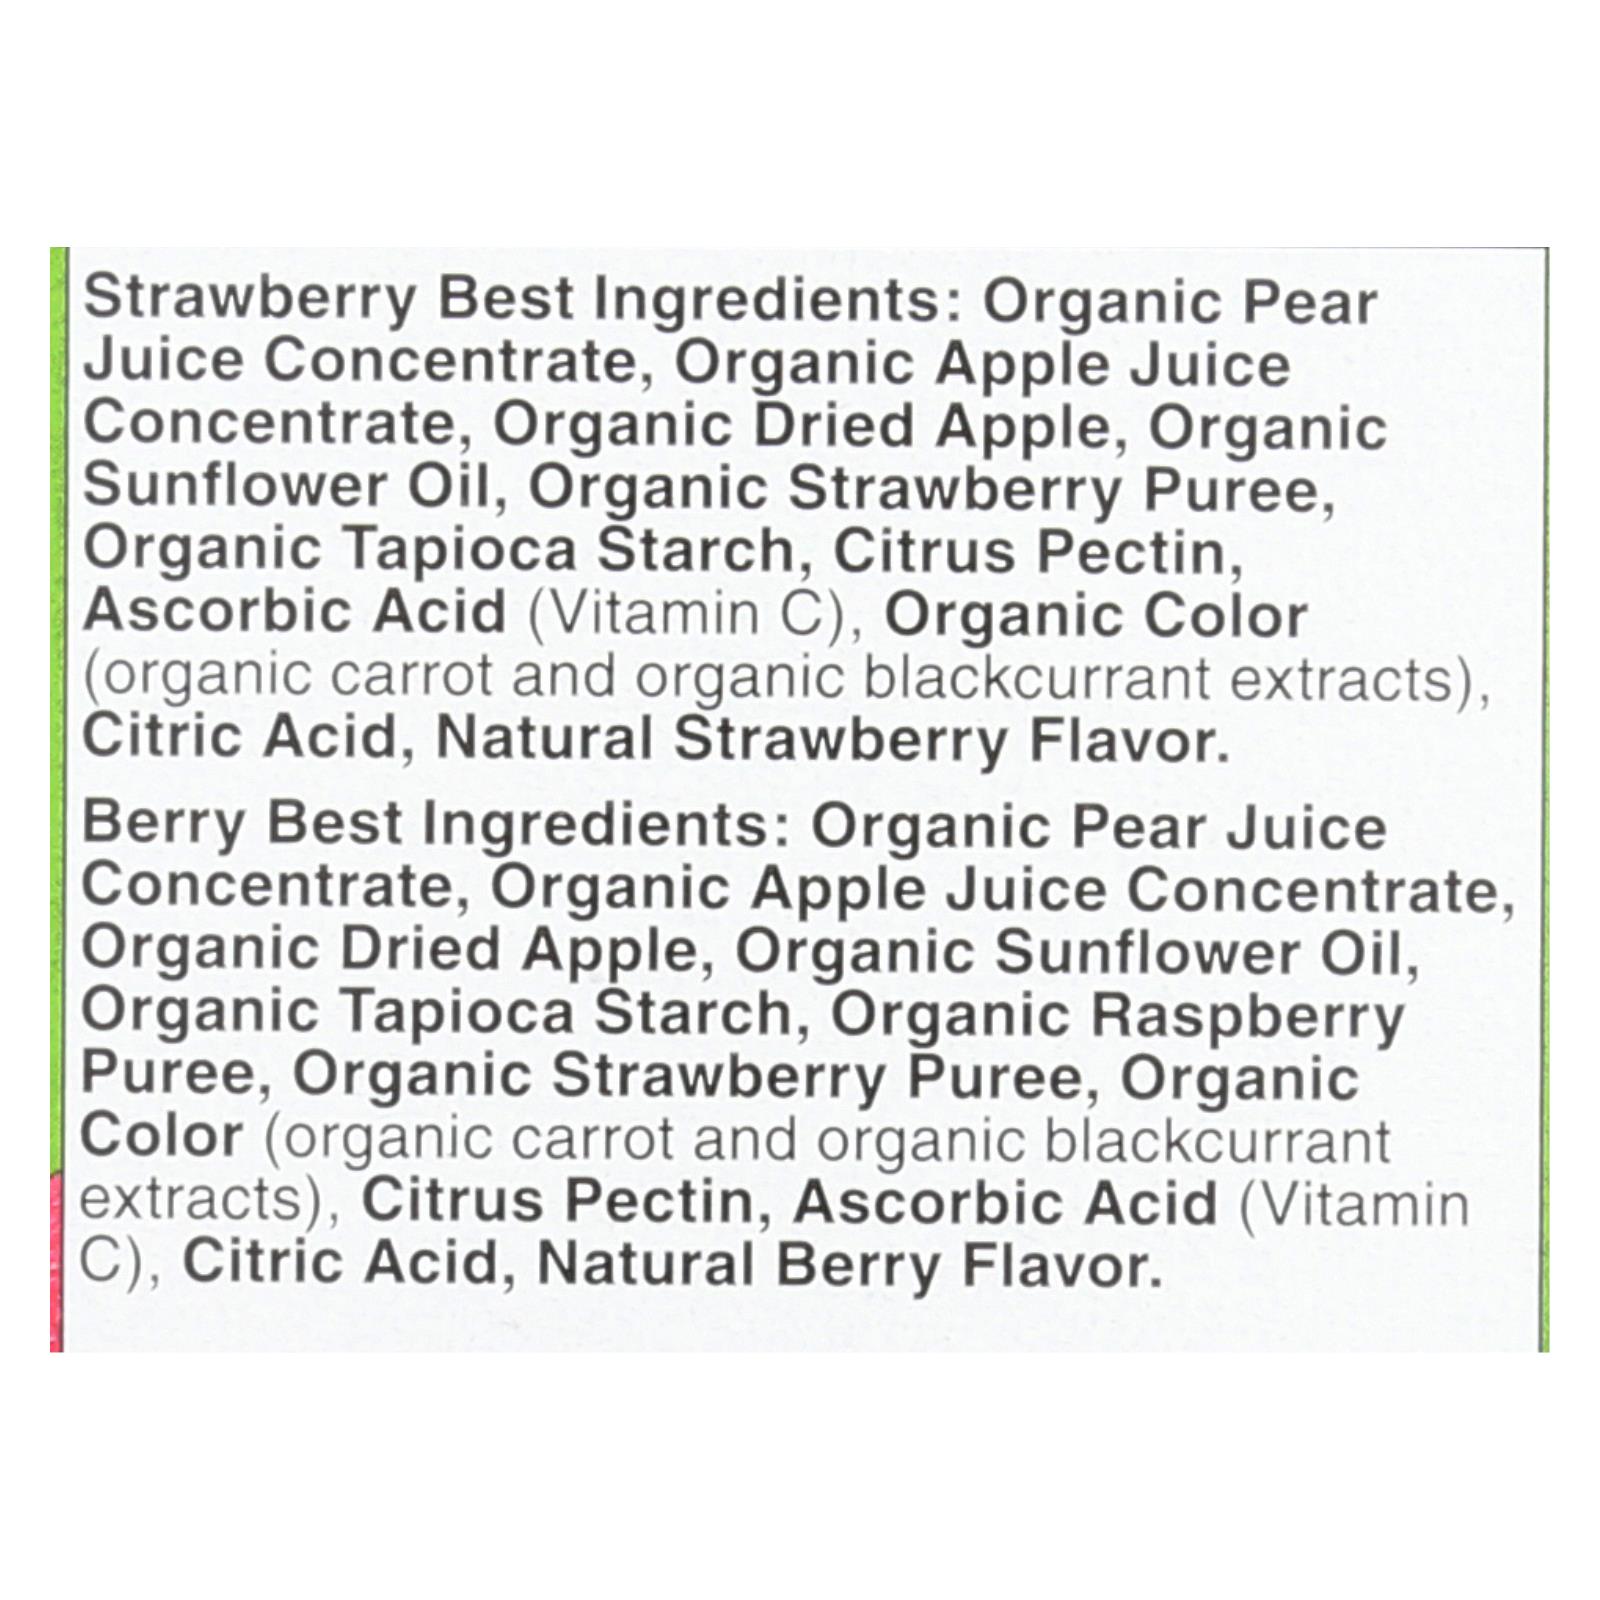 Strawberry Best Ingredients: Organic Pear
Juice Concentrate, Organic Apple Juice
Concentrate, Organic Dried Apple, Organic
Sunflower Oil, Organic Strawberry Puree,
Organic Tapioca Starch, Citrus Pectin,
Ascorbic Acid (Vitamin C), Organic Color
(organic carrot and organic blackcurrant extracts),
Citric Acid, Natural Strawberry Flavor.
Berry Best Ingredients: Organic Pear Juice
Concentrate, Organic Apple Juice Concentrate,
Organic Dried Apple, Organic Sunflower Oil,
Organic Tapioca Starch, Organic Raspberry
Puree, Organic Strawberry Puree, Organic
Color (organic carrot and organic blackcurrant
extracts), Citrus Pectin, Ascorbic Acid (Vitamin
C), Citric Acid, Natural Berry Flavor.